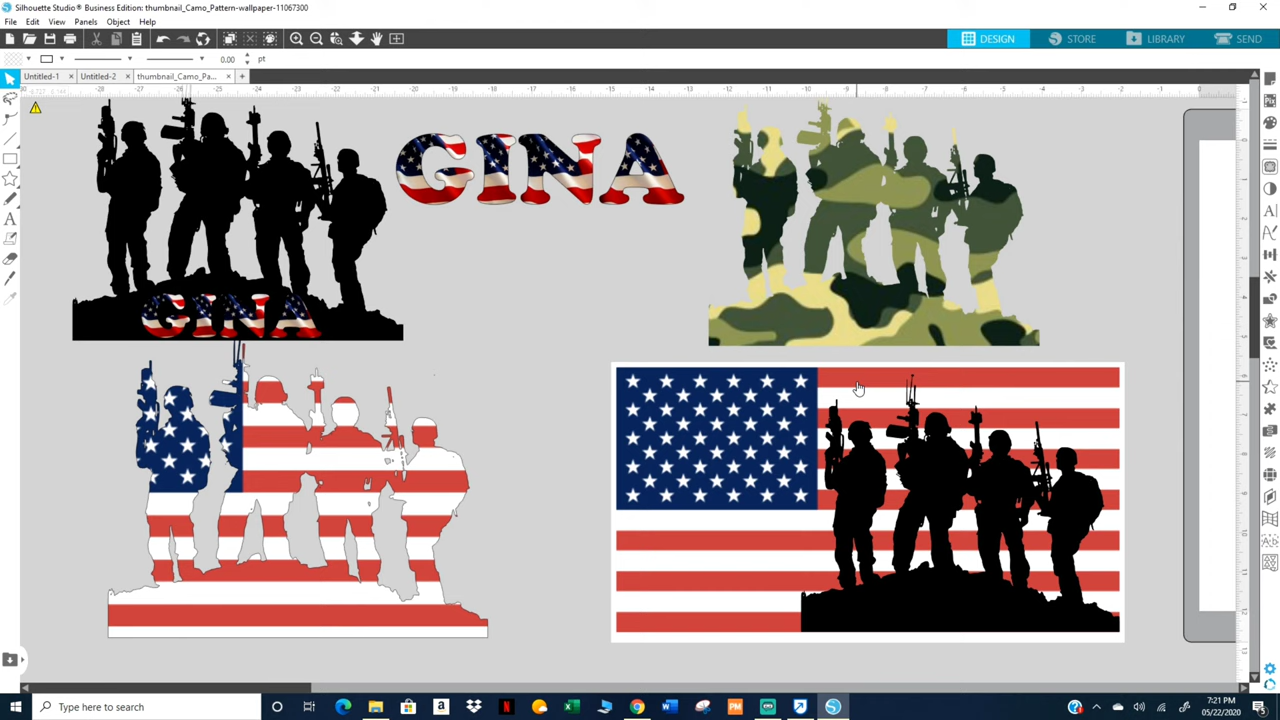 Silhouette Studio® Business Edition: thumbnail_Camo_Pattern-wallpaper-11067300
File Edit View Panels Object Help
DESIGN STORE LIBRARY SEND
0.00 pt
Untitled-1 Untitled-2 thumbnail_Camo_Pa...
GINA
GINA
Type here to search
7:21 PM
05/22/2020